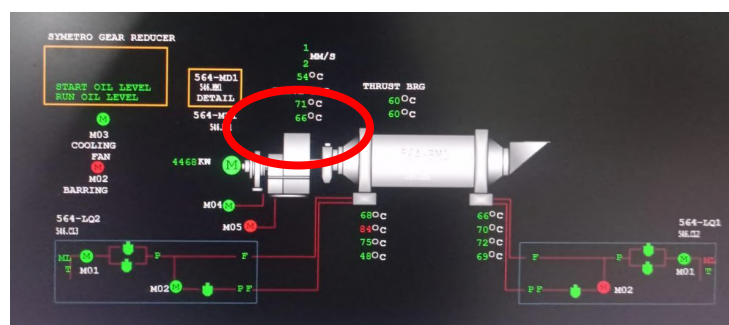 SYMETRO GEAR REDUCER
START OIL LEVEL
RUN OIL LEVEL
M
M03
COOLING
FAN
M
M02
BARRING
564-MD1
DETAIL
1
MM/S
2
54°C
71°C
66°C
THRUST BRG
60°C
60°C
4468 KW
M
M04 M
M05 M
68°C
84°C
75°C
48°C
66°C
70°C
72°C
69°C
564-LQ2
ML M P F
T M01
M02 M P F
564-LQ1
F P M ML
M01 T
P F M M02